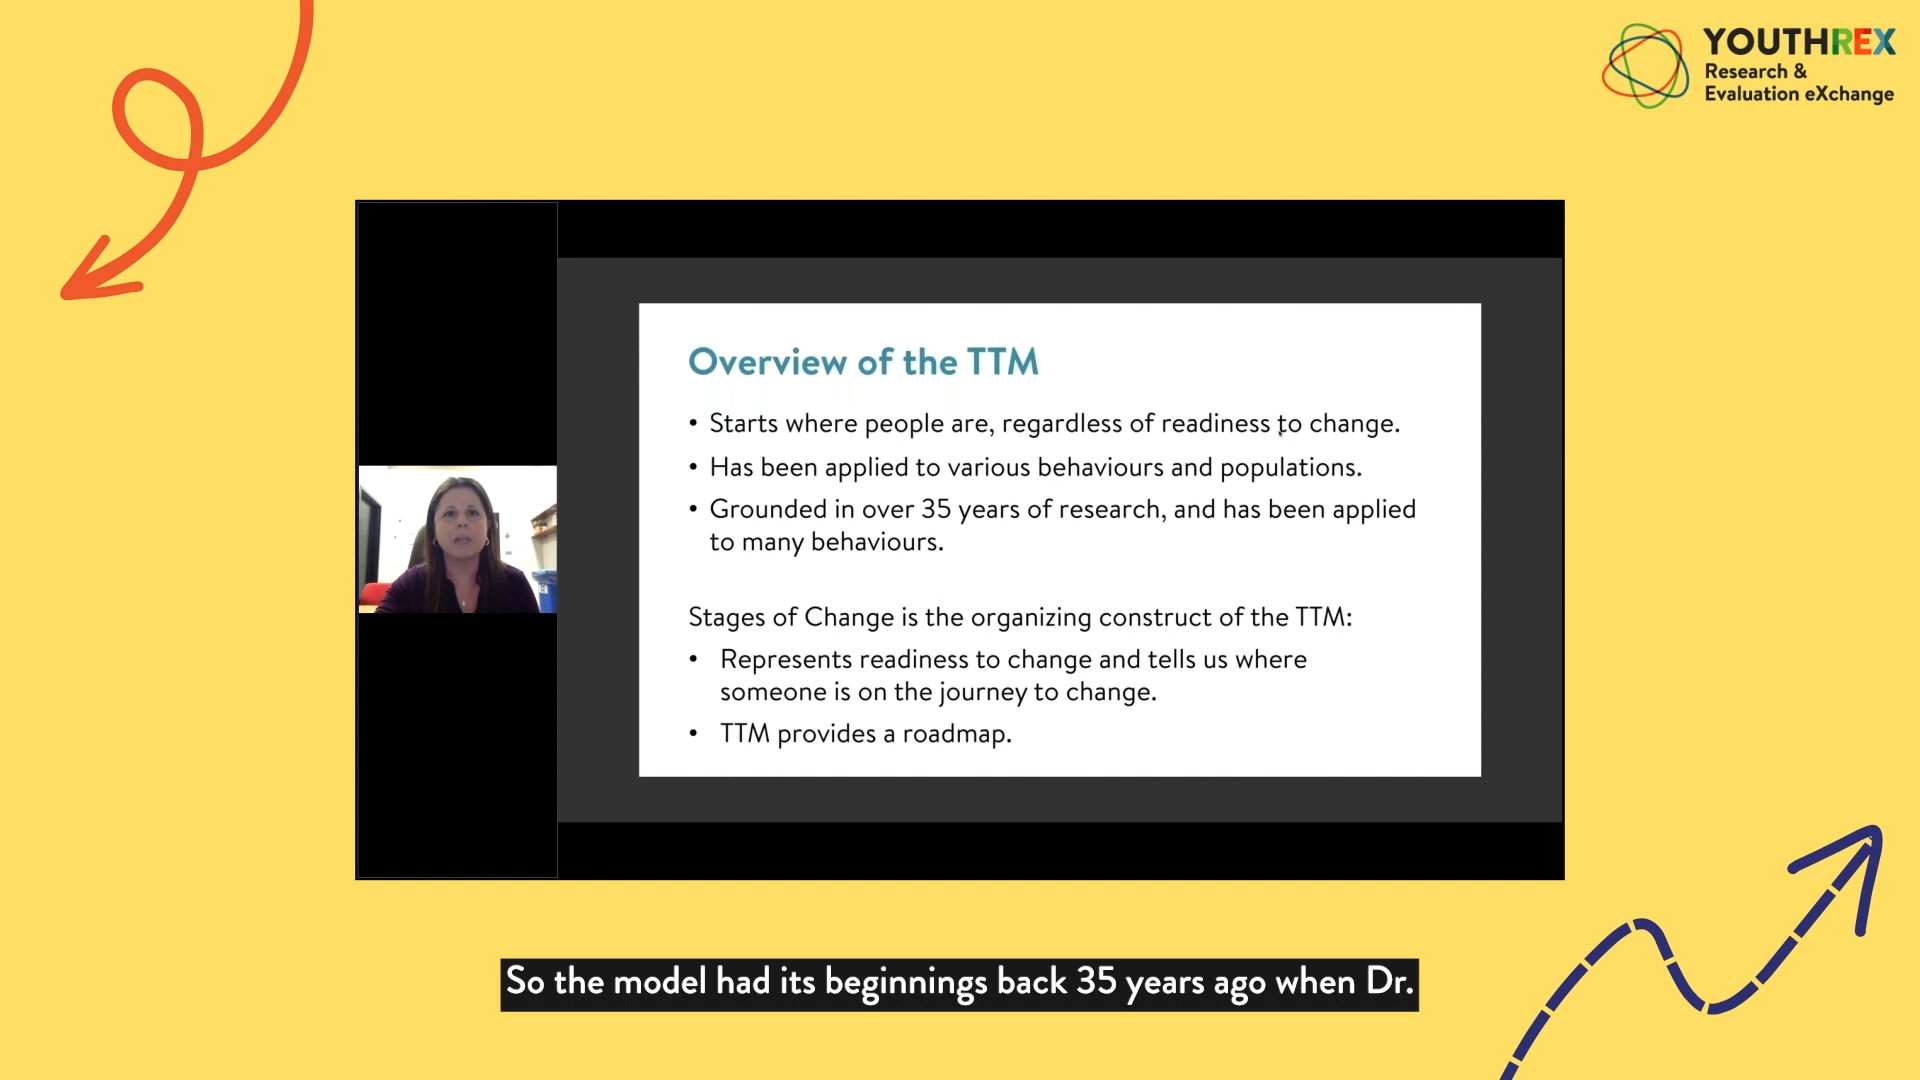 YOUTHREX
Research &
Evaluation eXchange
Overview of the TTM
• Starts where people are, regardless of readiness to change.
• Has been applied to various behaviours and populations.
• Grounded in over 35 years of research, and has been applied
to many behaviours.
Stages of Change is the organizing construct of the TTM:
• Represents readiness to change and tells us where
someone is on the journey to change.
• TTM provides a roadmap.
So the model had its beginnings back 35 years ago when Dr.